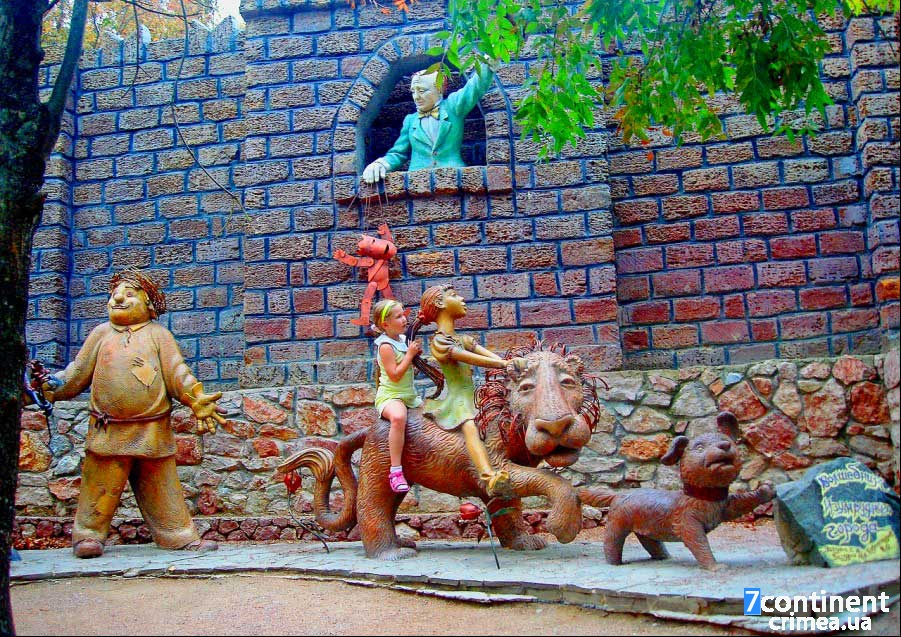 Волшебник
Изумрудного
города
7continent
crimea.ua